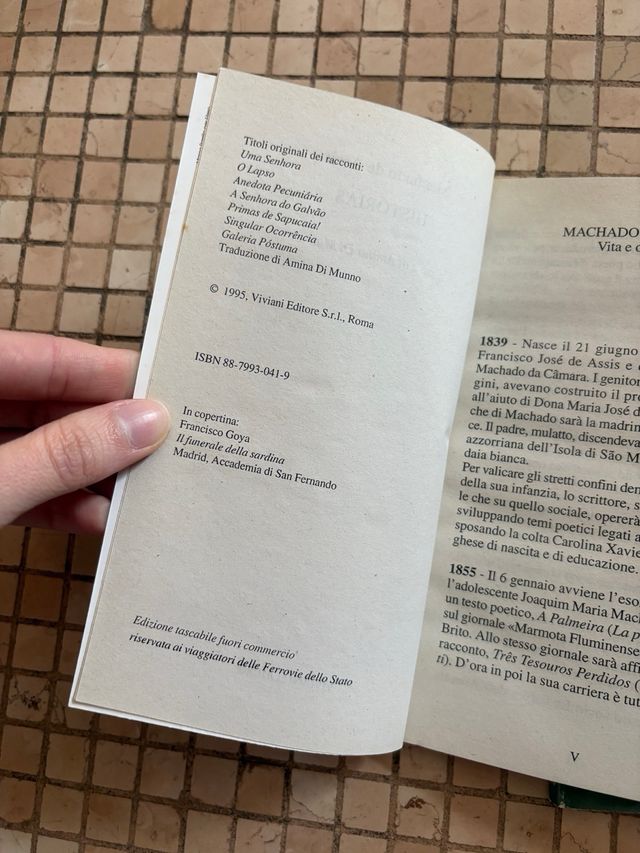 Titoli originali dei racconti:
Uma Senhora
O Lapso
Anedota Pecuniária
A Senhora do Galvão
Primas de Sapucaia!
Singular Ocorrência
Galeria Póstuma
Traduzione di Amina Di Munno
© 1995, Viviani Editore S.r.l., Roma
ISBN 88-7993-041-9
In copertina:
Francisco Goya
Il funerale della sardina
Madrid, Accademia di San Fernando
Edizione tascabile fuori commercio
riservata ai viaggiatori delle Ferrovie dello Stato
MACHADO
Vita e
1839 - Nasce il 21 giugno
Francisco José de Assis e
Machado da Câmara. I genitor
gini, avevano costruito il pro
all'aiuto di Dona Maria José d
che di Machado sarà la madrin
ce. Il padre, mulatto, discendeva
azzorriana dell'Isola di São M
daia bianca.
Per valicare gli stretti confini den
della sua infanzia, lo scrittore, s
le che su quello sociale, opererà
sviluppando temi poetici legati a
sposando la colta Carolina Xavie
ghese di nascita e di educazione.
1855 - Il 6 gennaio avviene l'eso
l'adolescente Joaquim Maria Mach
un testo poetico, A Palmeira (La p
sul giornale «Marmota Fluminense
Brito. Allo stesso giornale sarà affi
racconto, Três Tesouros Perdidos (
ti). D'ora in poi la sua carriera è tut
V